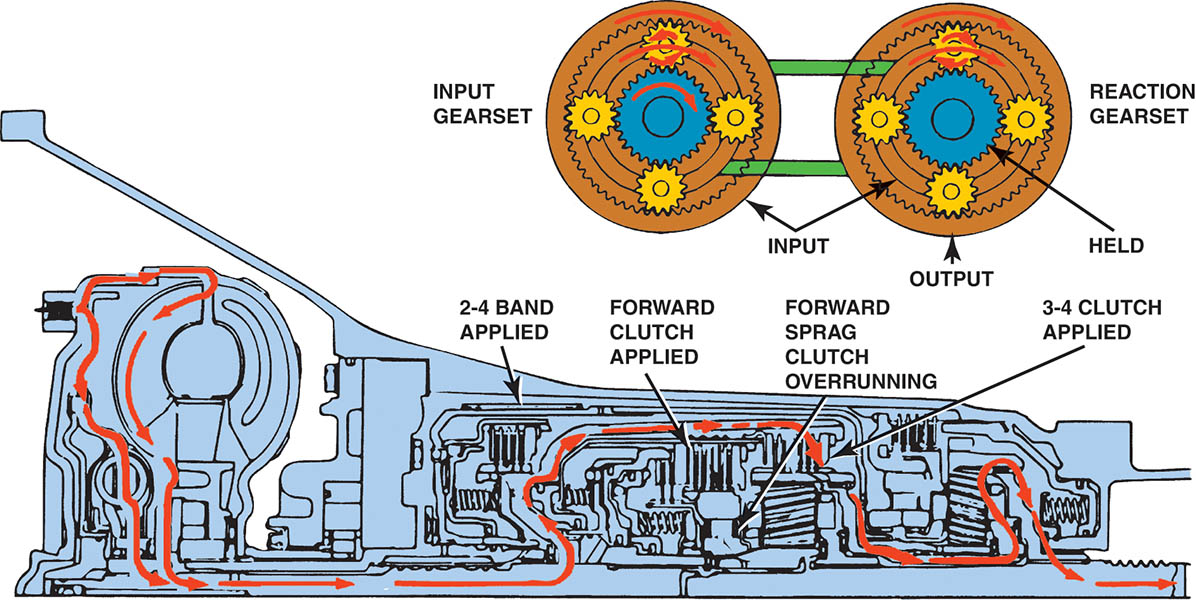 INPUT
GEARSET
REACTION
GEARSET
INPUT
HELD
OUTPUT
2-4 BAND
APPLIED
FORWARD
CLUTCH
APPLIED
FORWARD
SPRAG
CLUTCH
OVERRUNNING
3-4 CLUTCH
APPLIED